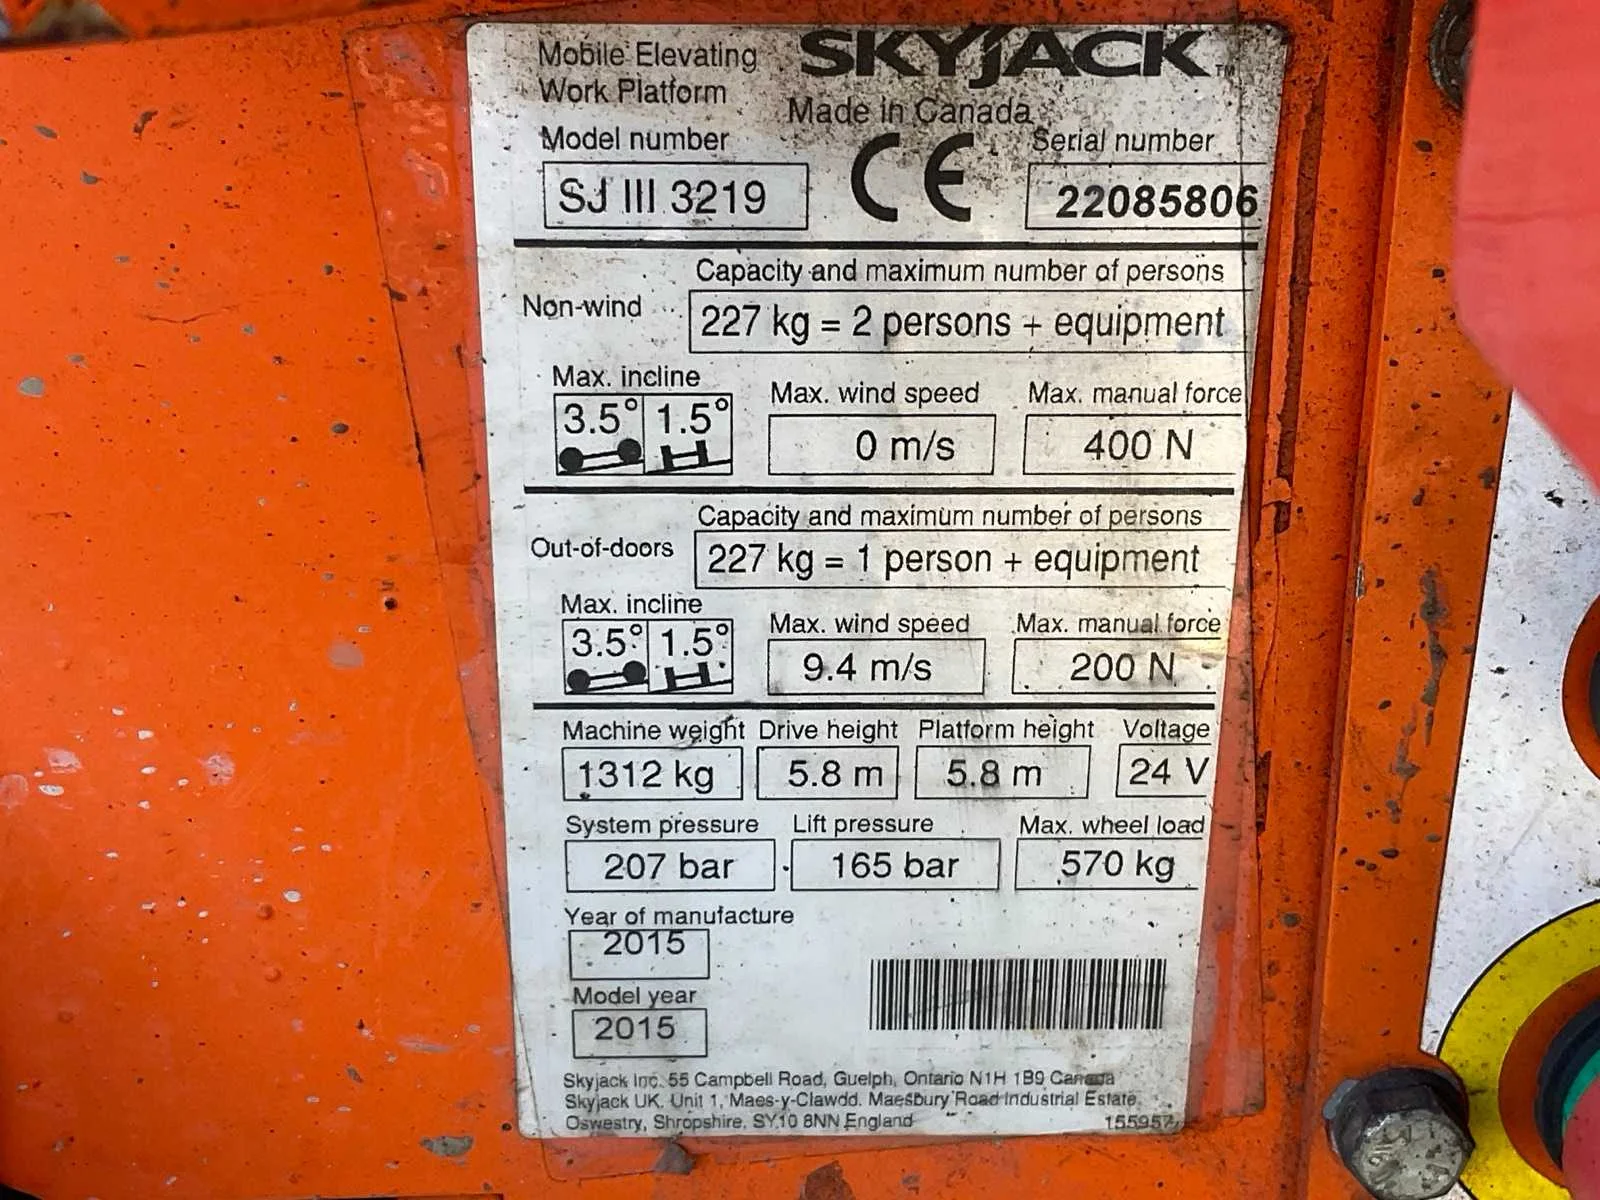 Mobile Elevating
Work Platform
SKYJACK™
Made in Canada
Model number
SJ III 3219
CE
Serial number
22085806
Non-wind
Capacity and maximum number of persons
227 kg = 2 persons + equipment
Max. incline
3.5° 1.5°
Max. wind speed
0 m/s
Max. manual force
400 N
Out-of-doors
Capacity and maximum number of persons
227 kg = 1 person + equipment
Max. incline
3.5° 1.5°
Max. wind speed
9.4 m/s
Max. manual force
200 N
Machine weight Drive height Platform height Voltage
1312 kg 5.8 m 5.8 m 24 V
System pressure Lift pressure Max. wheel load
207 bar 165 bar 570 kg
Year of manufacture
2015
Model year
2015
Skyjack Inc. 55 Campbell Road, Guelph, Ontario N1H 1B9 Canada
Skyjack UK. Unit 1, Maes-y-Clawdd. Maesbury Road Industrial Estate,
Oswestry, Shropshire, SY10 8NN England
155957